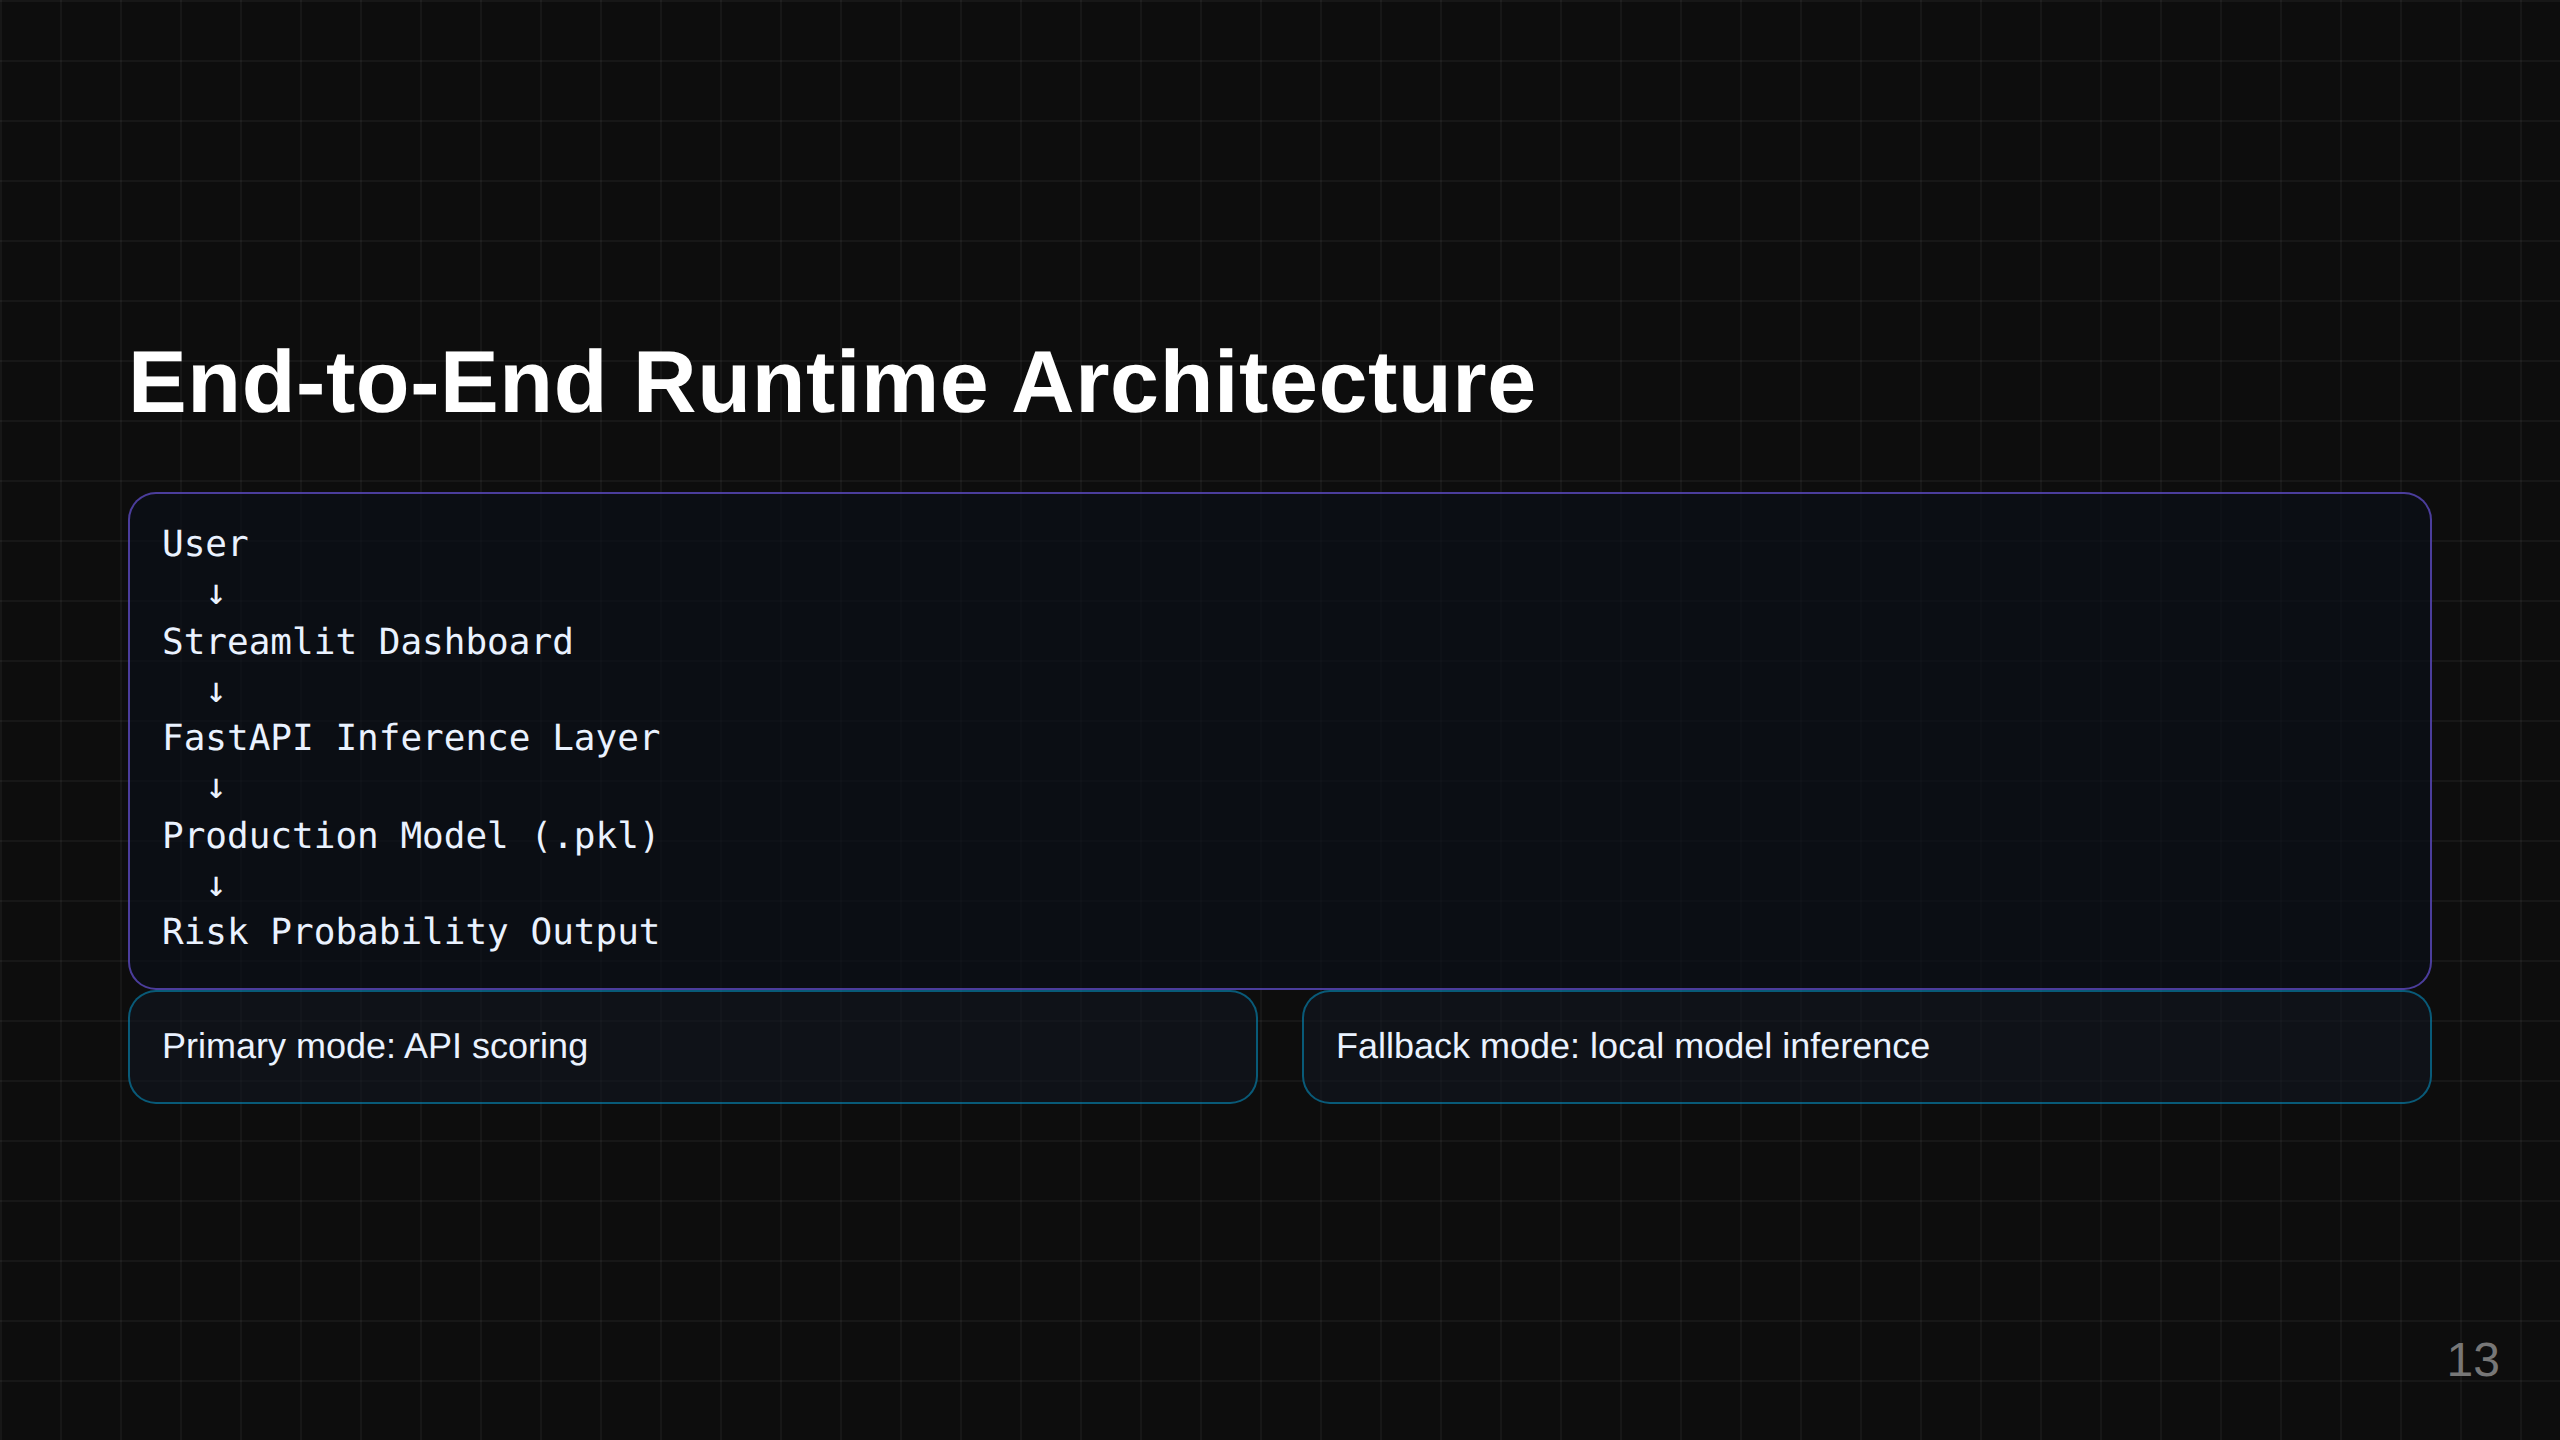 End-to-End Runtime Architecture
User
↓
Streamlit Dashboard
↓
FastAPI Inference Layer
↓
Production Model (.pkl)
↓
Risk Probability Output
Primary mode: API scoring
Fallback mode: local model inference
13